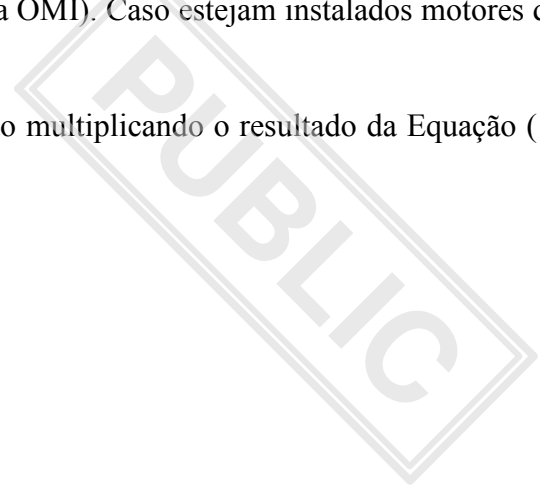 a OMI). Caso estejam instalados motores d
o multiplicando o resultado da Equação (
PUBLIC